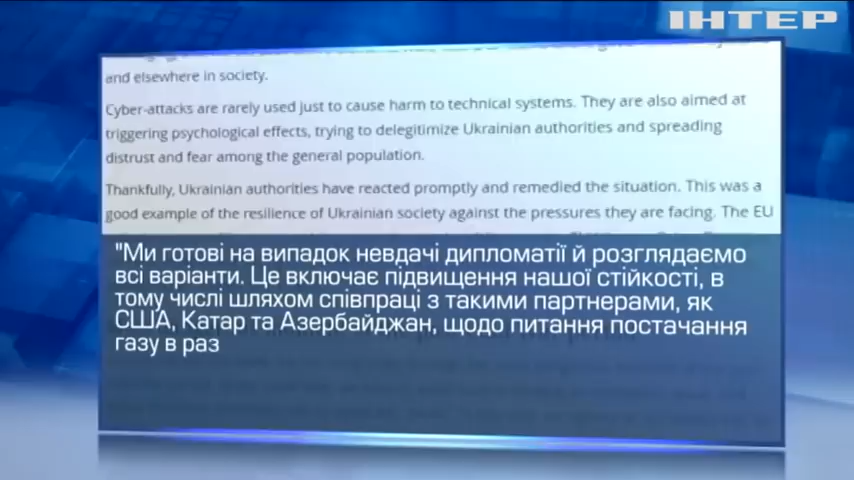 ІНТЕР
and elsewhere in society.
Cyber-attacks are rarely used just to cause harm to technical systems. They are also aimed at
triggering psychological effects, trying to delegitimize Ukrainian authorities and spreading
distrust and fear among the general population.
Thankfully, Ukrainian authorities have reacted promptly and remedied the situation. This was a
good example of the resilience of Ukrainian society against the pressures they are facing. The EU
"Ми готові на випадок невдачі дипломатії й розглядаємо
всі варіанти. Це включає підвищення нашої стійкості, в
тому числі шляхом співпраці з такими партнерами, як
США, Катар та Азербайджан, щодо питання постачання
газу в раз